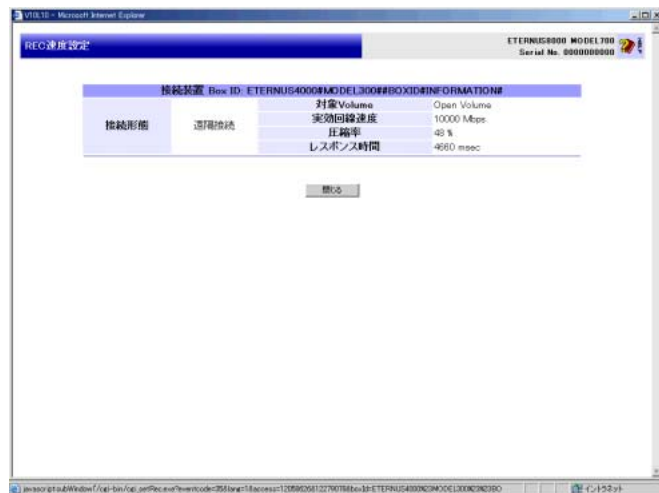 V10L10 - Microsoft Internet Explorer
REC速度設定
ETERNUS8000 MODEL700
Serial No. 0000000000
HELP
接続装置 Box ID: ETERNUS4000#MODEL300##BOXID#INFORMATION#
接続形態
遠隔接続
対象Volume
Open Volume
実効回線速度
10000 Mbps
圧縮率
48 %
レスポンス時間
4660 msec
閉じる
イントラネット